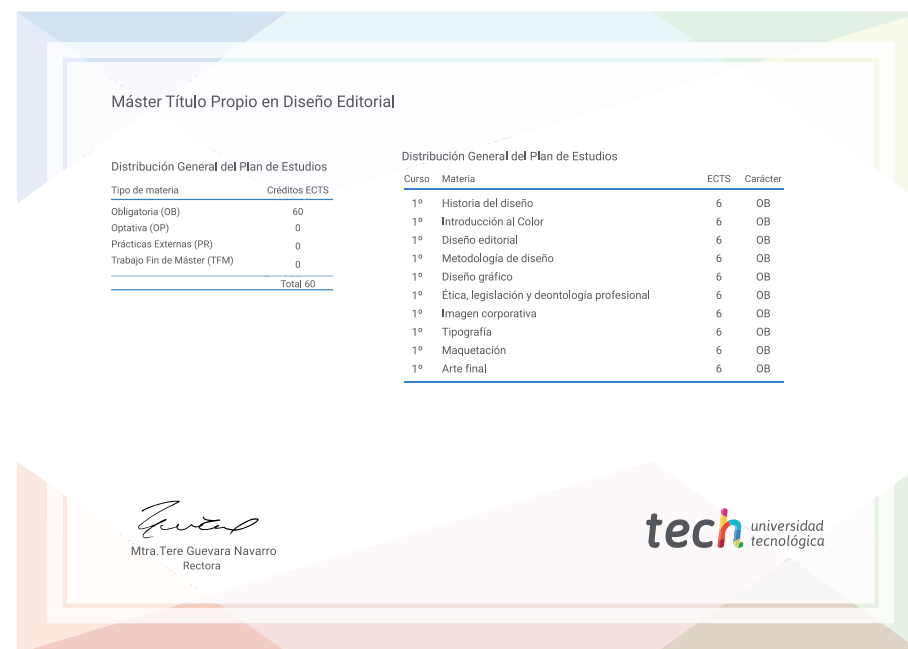 Máster Título Propio en Diseño Editorial
Distribución General del Plan de Estudios
Tipo de materia Créditos ECTS
Obligatoria (OB) 60
Optativa (OP) 0
Prácticas Externas (PR) 0
Trabajo Fin de Máster (TFM) 0
Total 60
Distribución General del Plan de Estudios
Curso Materia ECTS Carácter
1º Historia del diseño 6 OB
1º Introducción al Color 6 OB
1º Diseño editorial 6 OB
1º Metodología de diseño 6 OB
1º Diseño gráfico 6 OB
1º Ética, legislación y deontología profesional 6 OB
1º Imagen corporativa 6 OB
1º Tipografía 6 OB
1º Maquetación 6 OB
1º Arte final 6 OB
Mtra.Tere Guevara Navarro
Rectora
tech universidad
tecnológica